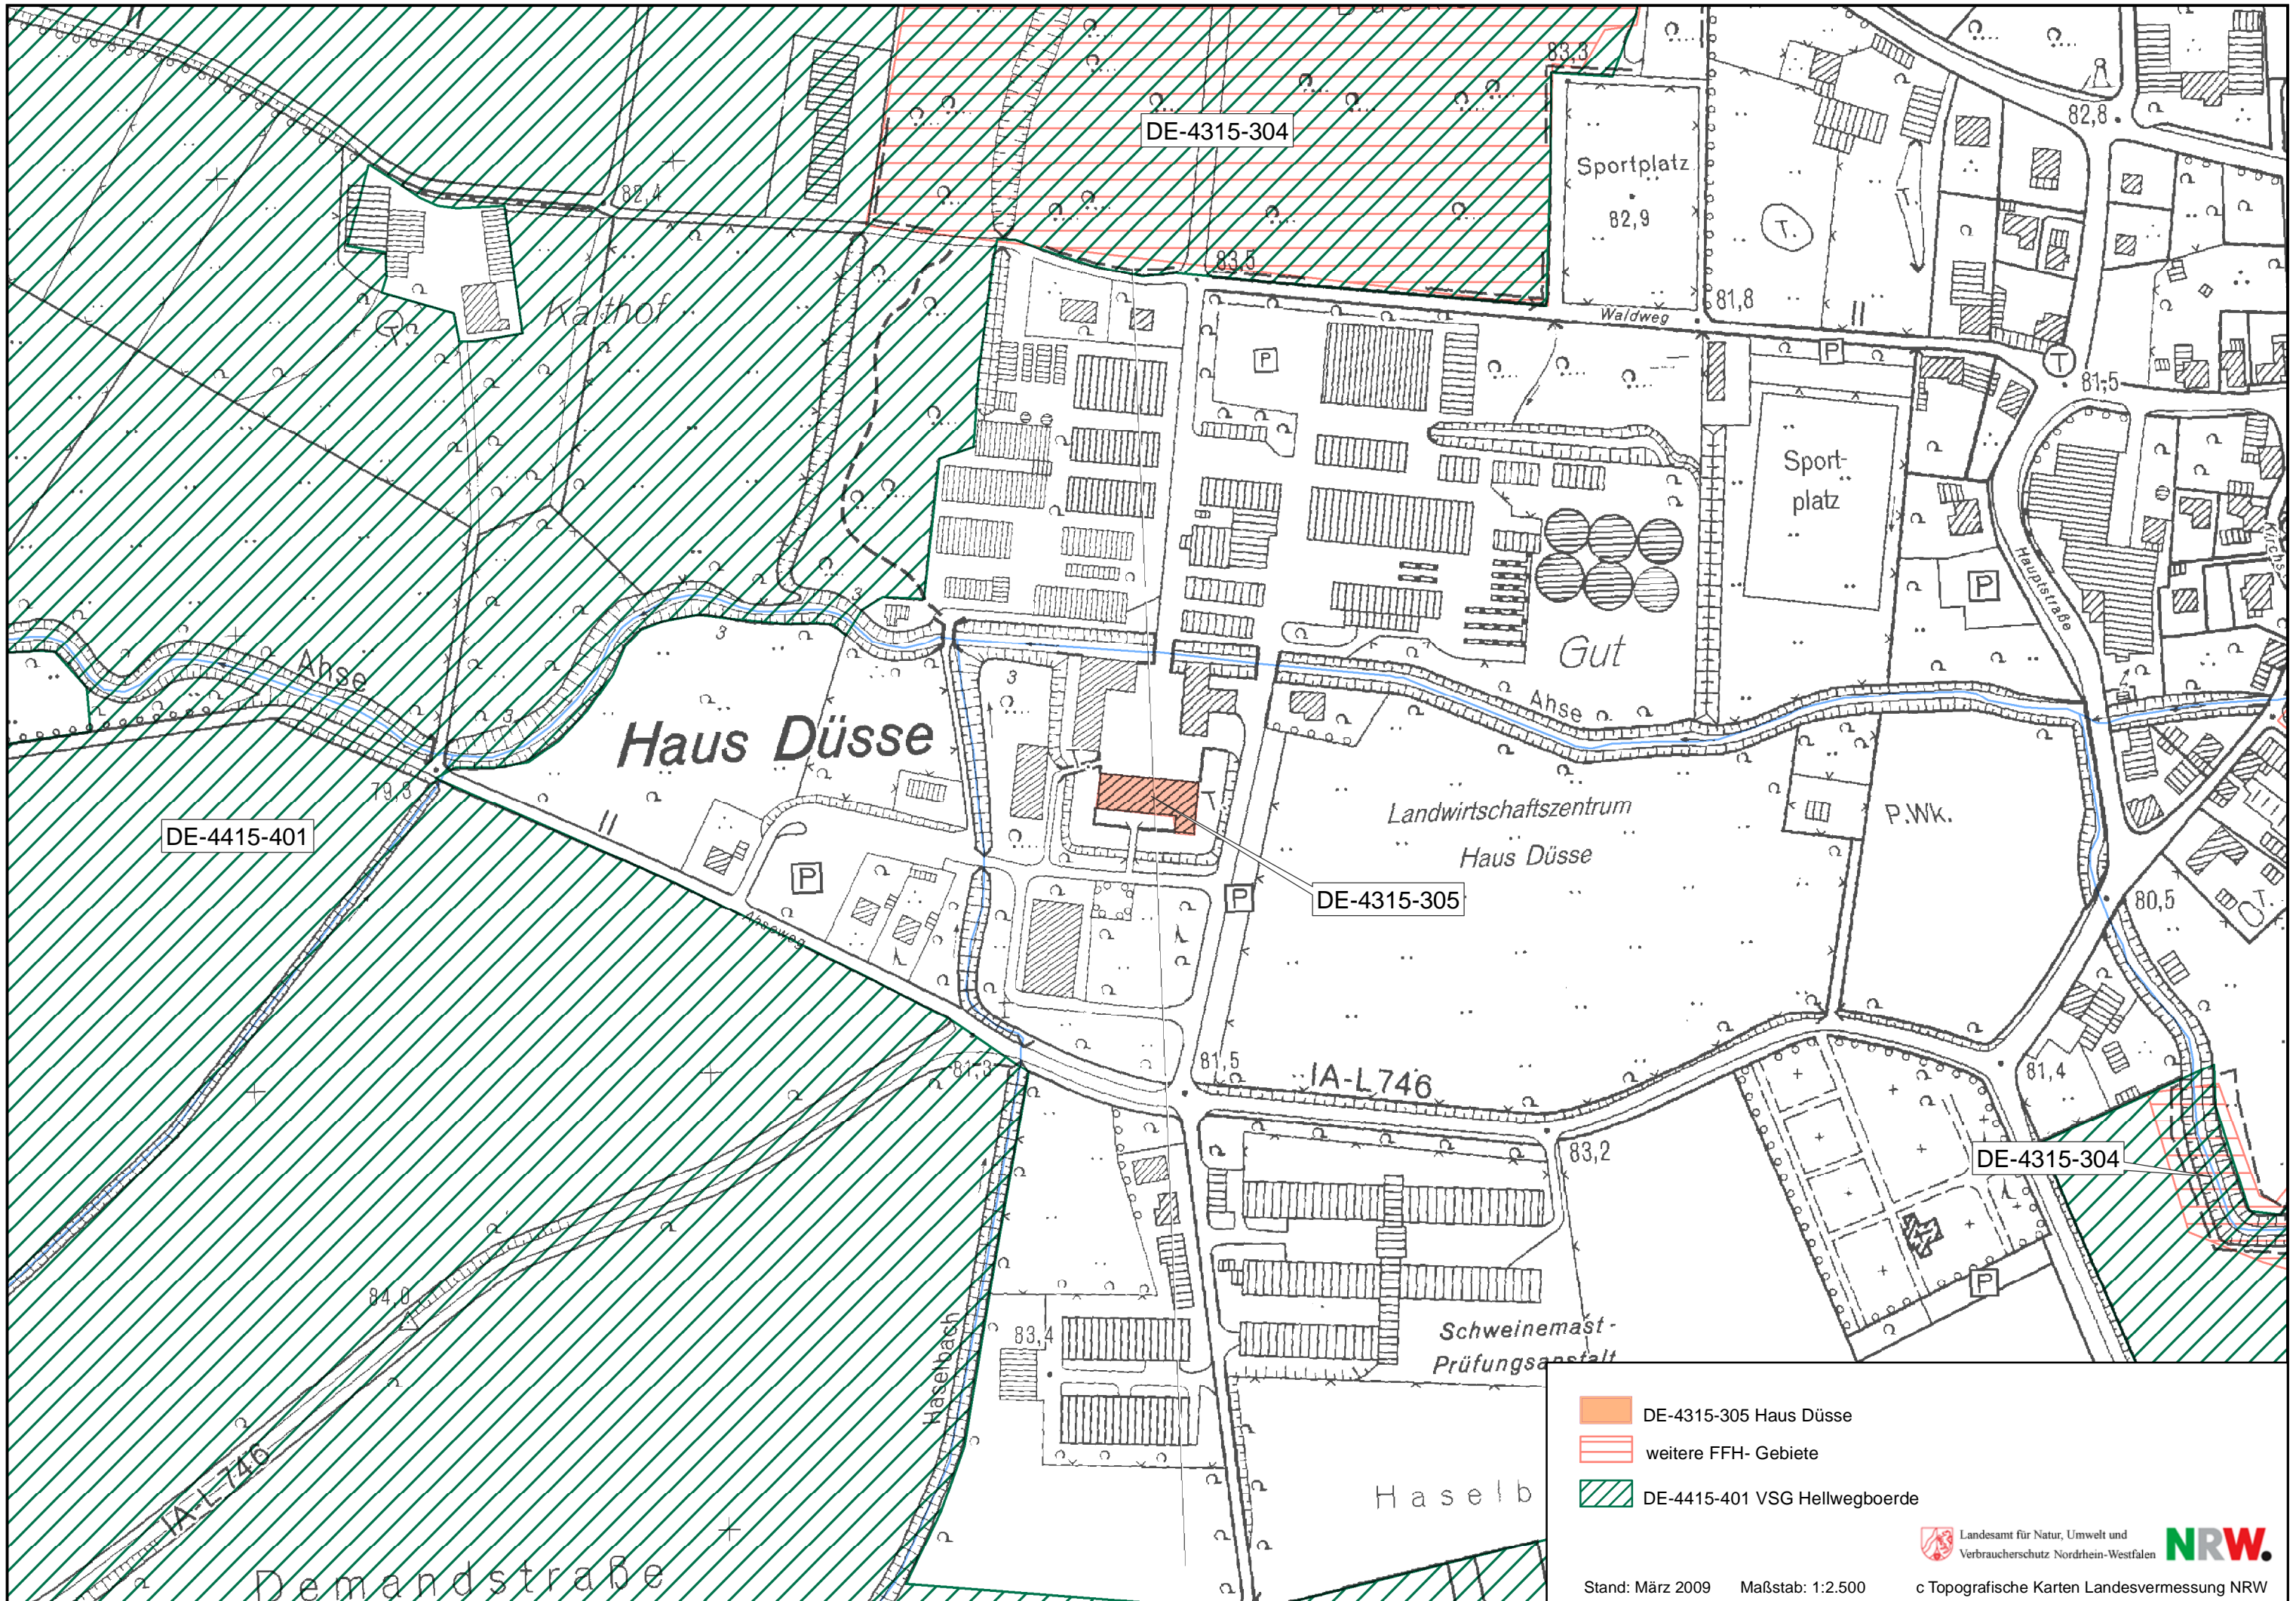 83,3
DE-4315-304
82,8
Sportplatz
82,9
T.
T.
82,4
83,5
81,8
Kalthof
Waldweg
T.
P
P
T
81,5
Sport-
platz
Hauptstraße
P
3
3
Gut
Ahse
Ahse
3
3
Haus Düsse
T.
T.
79,8
DE-4415-401
Landwirtschaftszentrum
Haus Düsse
P.Wk.
P
P
DE-4315-305
80,5
T.
Ahseweg
81,3
81,5
IA-L746
81,4
83,2
DE-4315-304
84,0
P
Haselbach
83,4
Schweinemast-
Prüfungsanstalt
IA-L746
Haselb
Demandstraße
DE-4315-305 Haus Düsse
weitere FFH- Gebiete
DE-4415-401 VSG Hellwegboerde
Landesamt für Natur, Umwelt und
Verbraucherschutz Nordrhein-Westfalen
NRW.
Stand: März 2009 Maßstab: 1:2.500 c Topografische Karten Landesvermessung NRW